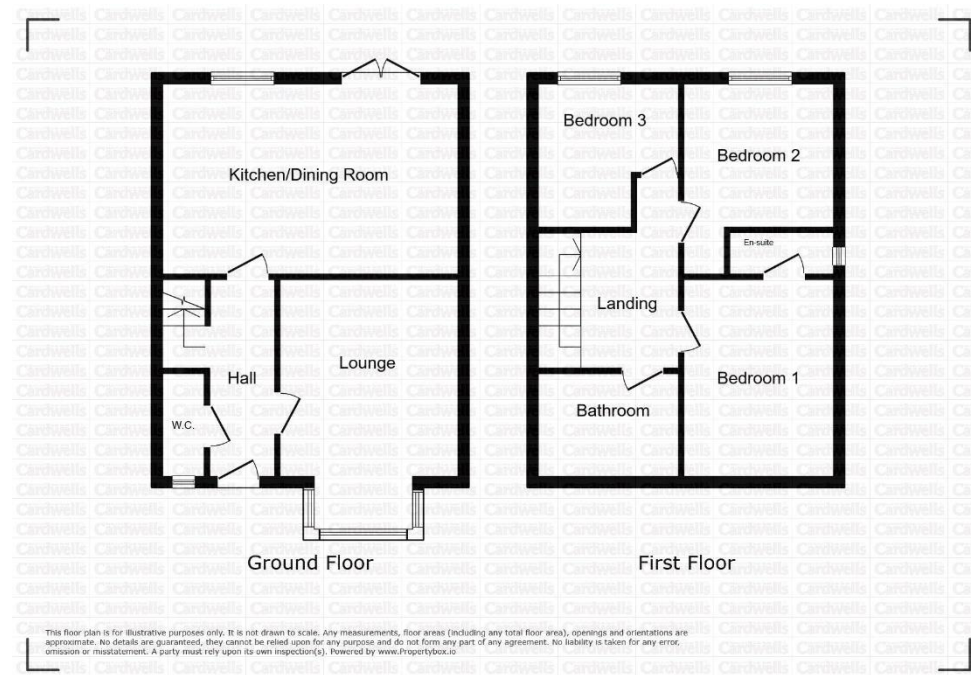 Kitchen/Dining Room
Hall
Lounge
W.C.
Ground Floor
Bedroom 3
Bedroom 2
En-suite
Landing
Bedroom 1
Bathroom
First Floor
This floor plan is for illustrative purposes only. It is not drawn to scale. Any measurements, floor areas (including any total floor area), openings and orientations are
approximate. No details are guaranteed, they cannot be relied upon for any purpose and do not form any part of any agreement. No liability is taken for any error,
omission or misstatement. A party must rely upon its own inspection(s). Powered by www.Propertybox.io
Cardwells